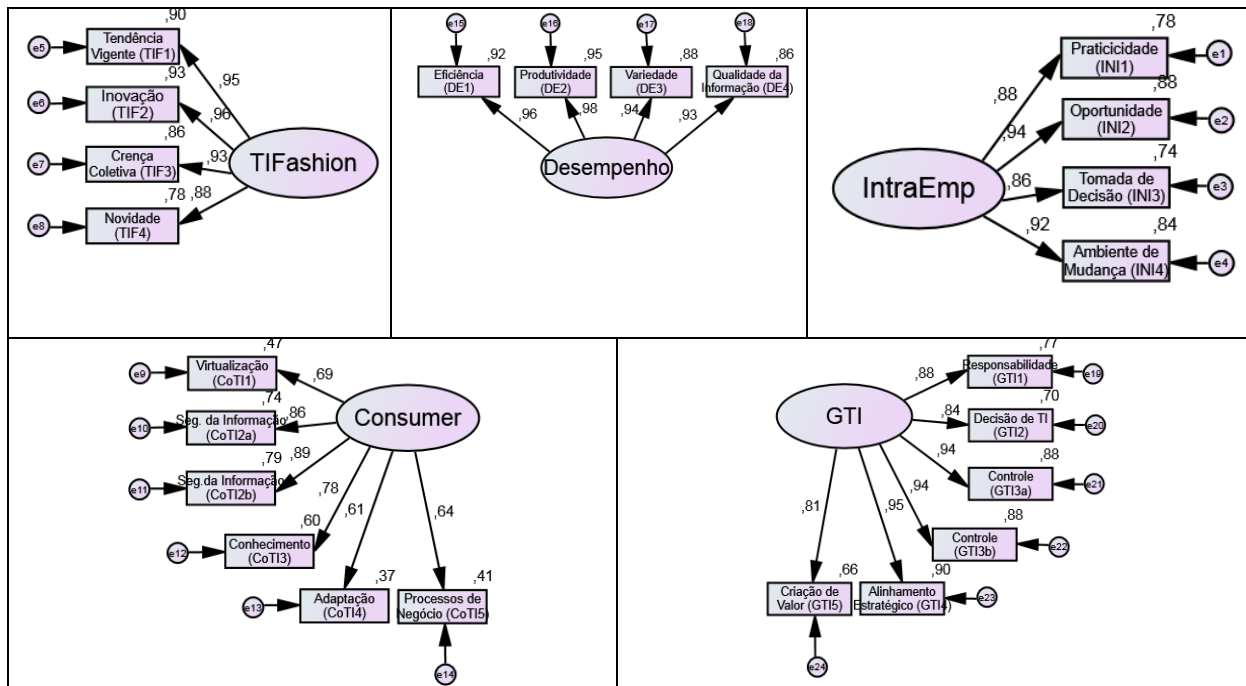 ,90
Tendência
Vigente (TIF1)
e5
,95
,93
Inovação
(TIF2)
e6
,96
,86
Crença
Coletiva (TIF3)
e7
,93
TIFashion
,78
,88
Novidade
(TIF4)
e8
e15
e16
e17
e18
,92
,95
,88
,86
Eficiência
(DE1)
Produtividade
(DE2)
Variedade
(DE3)
Qualidade da
Informação (DE4)
,96
,98
,94
,93
Desempenho
,78
Praticicidade
(INI1)
e1
,88
,88
Oportunidade
(INI2)
e2
,94
,74
Tomada de
Decisão (INI3)
e3
,86
IntraEmp
,84
Ambiente de
Mudança (INI4)
e4
,92
,47
Virtualização
(CoTI1)
e9
,69
Consumer
,74
Seg. da Informação
(CoTI2a)
e10
,86
,79
Seg.da Informação
(CoTI2b)
e11
,89
,78
,60
Conhecimento
(CoTI3)
e12
,61
,64
,37
Adaptação
(CoTI4)
e13
,41
Processos de
Negócio (CoTI5)
e14
,77
Responsabilidade
(GTI1)
e19
,88
GTI
,70
Decisão de TI
(GTI2)
e20
,84
,88
Controle
(GTI3a)
e21
,94
,94
,88
Controle
(GTI3b)
e22
,81
,95
,66
Criação de
Valor (GTI5)
e24
,90
Alinhamento
Estratégico (GTI4)
e23